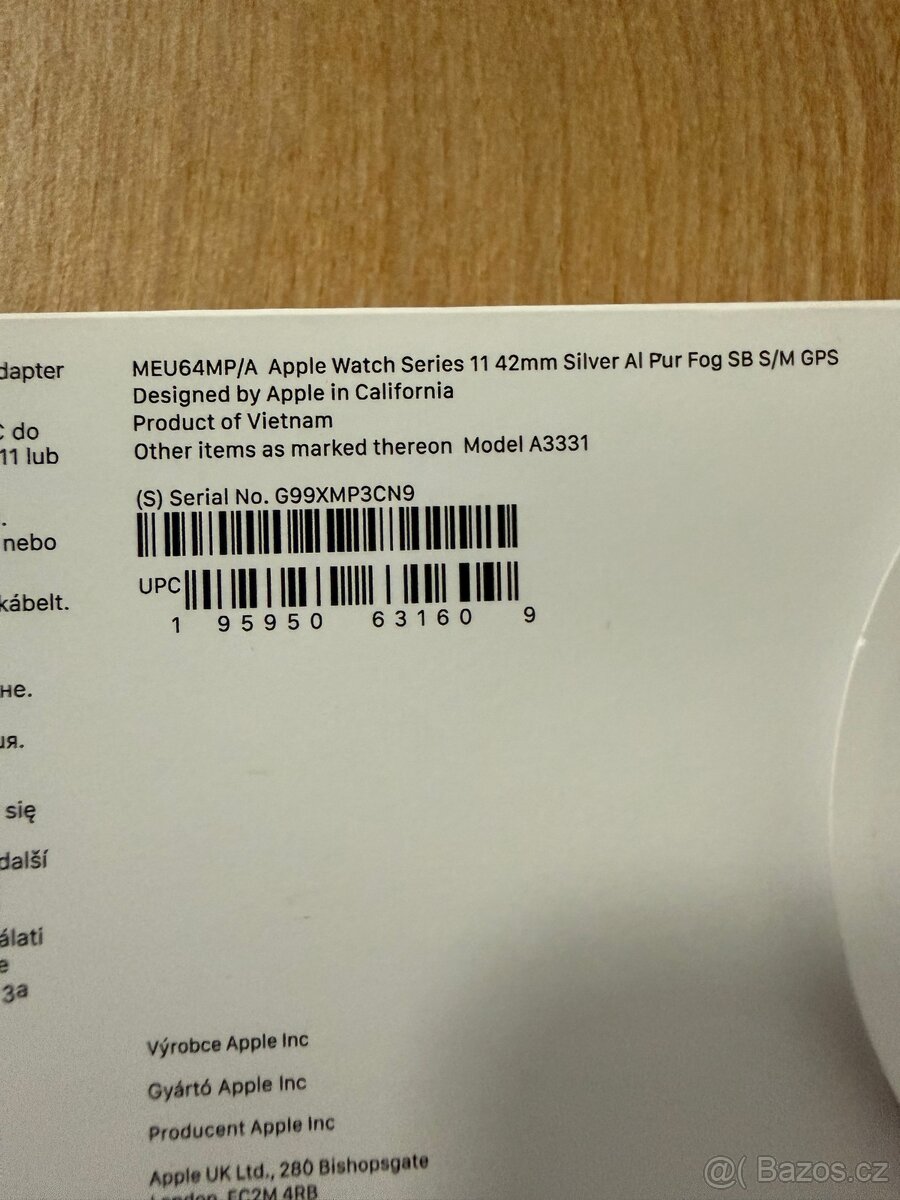 dapter
C do
11 lub
.
nebo
kábelt.
не.
ия.
się
další
álati
e
За
MEU64MP/A Apple Watch Series 11 42mm Silver Al Pur Fog SB S/M GPS
Designed by Apple in California
Product of Vietnam
Other items as marked thereon Model A3331
(S) Serial No. G99XMP3CN9
UPC
1 95950 63160 9
Výrobce Apple Inc
Gyártó Apple Inc
Producent Apple Inc
Apple UK Ltd., 280 Bishopsgate
London, EC2M 4RB
@( Bazos.cz